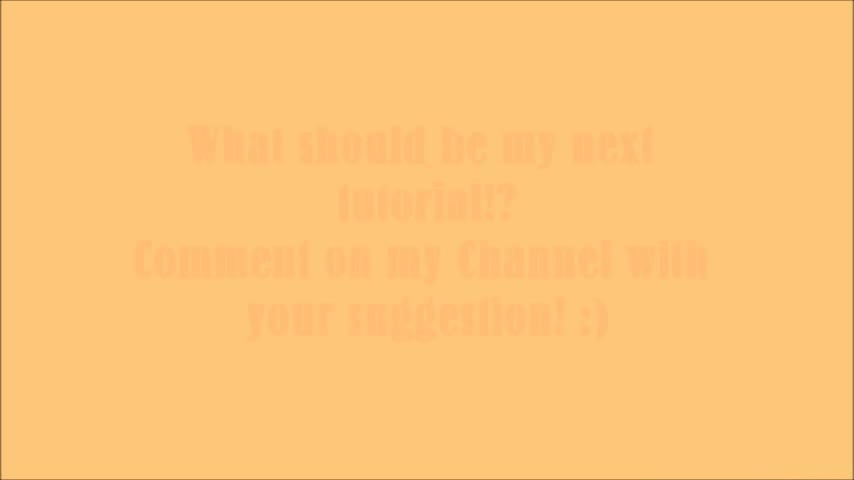 What should be my next
tutorial!?
Comment on my Channel with
your suggestion! :)